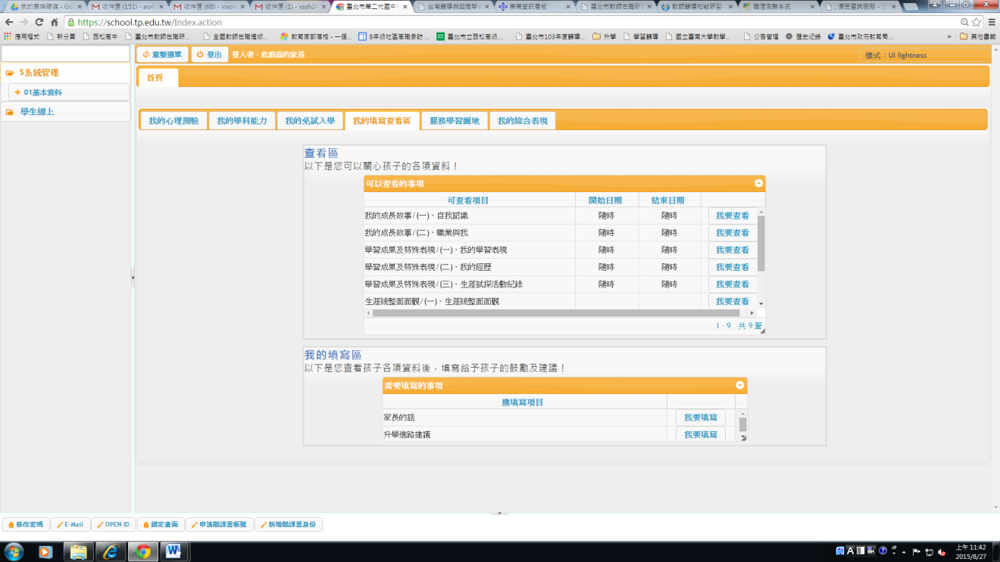 我的雲端硬碟 - Goo
收件匣 (151) - ao4
收件匣 (68) - xison
收件匣 (1) - xssh24
臺北市第二代國中
台灣輔導與諮商學
專業資訊看板
臺北市教師在職研
教師輔導知能研習
職涯測驗系統
: 便民查詢服務 -
https://school.tp.edu.tw/Index.action
應用程式
新分頁
西松高中
臺北市教師在職研...
全國教師在職進修...
教育家部落格 - 一個...
8年級社區高職參訪 ...
臺北市立西松高級...
臺北市103年度輔導...
升學
學習輔導
國立臺南大學教學...
公告管理
歷史紀錄
臺北市政府教育局...
»
其他書籤
重整選單
登出
登入者：危庭磊的家長
樣式：UI lightness
S系統管理
01基本資料
學生線上
首頁
我的心理測驗
我的學科能力
我的免試入學
我的填寫查看區
服務學習園地
我的綜合表現
查看區
以下是您可以關心孩子的各項資料！
可以查看的事項
可查看項目 開始日期 結束日期
我的成長故事/(一)、自我認識 隨時 隨時 我要查看
我的成長故事/(二)、職業與我 隨時 隨時 我要查看
學習成果及特殊表現/(一)、我的學習表現 隨時 隨時 我要查看
學習成果及特殊表現/(二)、我的經歷 隨時 隨時 我要查看
學習成果及特殊表現/(三)、生涯試探活動紀錄 隨時 隨時 我要查看
生涯統整面面觀/(一)、生涯統整面面觀 我要查看
1 - 9 共 9 筆
我的填寫區
以下是您查看孩子各項資料後，填寫給予孩子的鼓勵及建議！
需要填寫的事項
應填寫項目
家長的話 我要填寫
升學進路建議 我要填寫
修改密碼
E-Mail
OPEN ID
鎖定畫面
申請酷課雲帳號
新增酷課雲身份
上午 11:42
2015/8/27